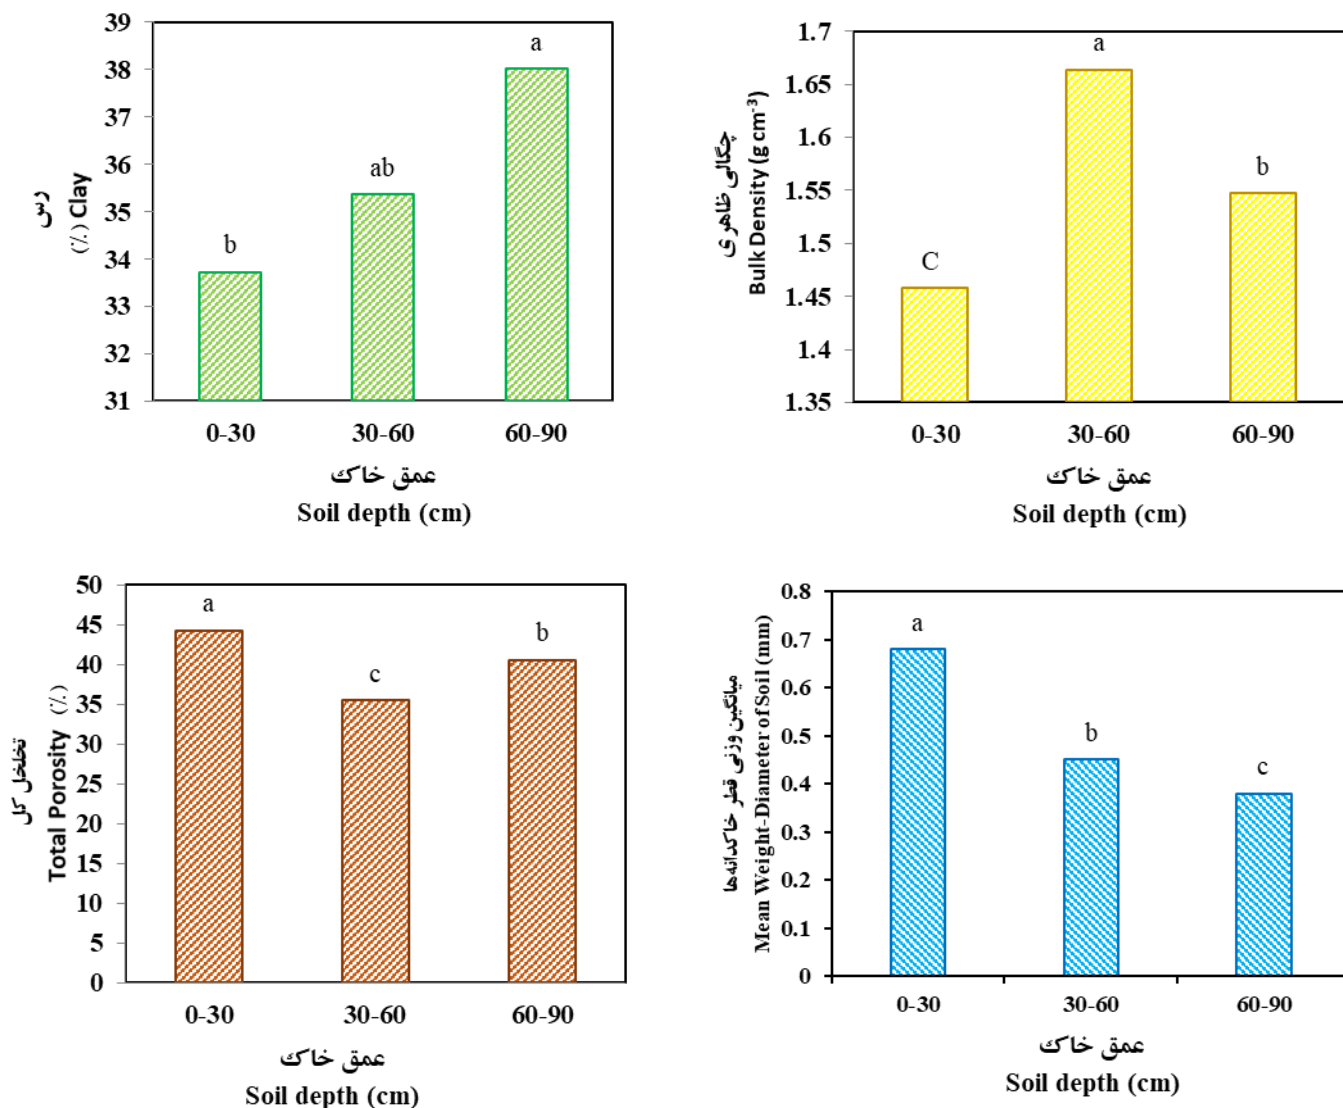 رس
(٪) Clay
39
38
37
36
35
34
33
32
31
b
ab
a
0-30
30-60
60-90
عمق خاک
Soil depth (cm)
چگالی ظاهری
Bulk Density (g cm-3)
1.7
1.65
1.6
1.55
1.5
1.45
1.4
1.35
C
a
b
0-30
30-60
60-90
عمق خاک
Soil depth (cm)
تخلخل کل
Total Porosity (٪)
50
45
40
35
30
25
20
15
10
5
0
a
c
b
0-30
30-60
60-90
عمق خاک
Soil depth (cm)
میانگین وزنی قطر خاکدانه‌ها
Mean Weight-Diameter of Soil (mm)
0.8
0.7
0.6
0.5
0.4
0.3
0.2
0.1
0
a
b
c
0-30
30-60
60-90
عمق خاک
Soil depth (cm)